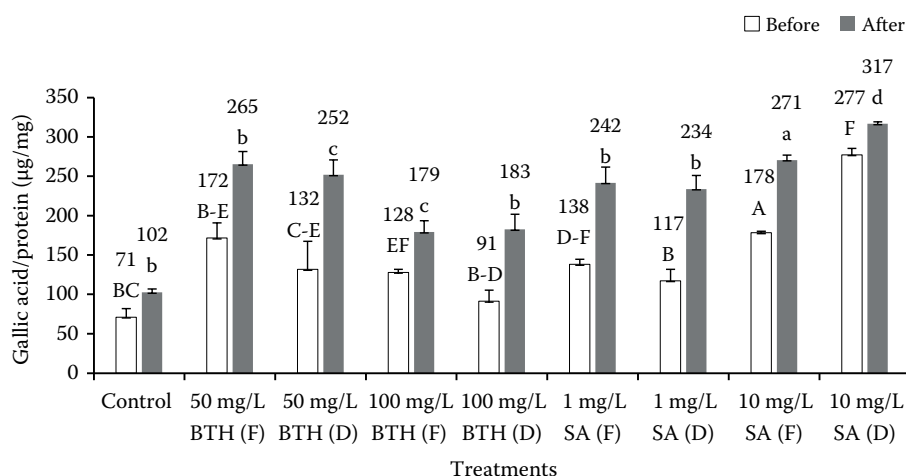 Before After
Gallic acid/protein (µg/mg)
350
300
250
200
150
100
50
0
71
BC
102
b
172
B-E
265
b
132
C-E
252
c
128
EF
179
c
91
B-D
183
b
138
D-F
242
b
117
B
234
b
178
A
271
a
277
F
317
d
Control
50 mg/L
BTH (F)
50 mg/L
BTH (D)
100 mg/L
BTH (F)
100 mg/L
BTH (D)
1 mg/L
SA (F)
1 mg/L
SA (D)
10 mg/L
SA (F)
10 mg/L
SA (D)
Treatments